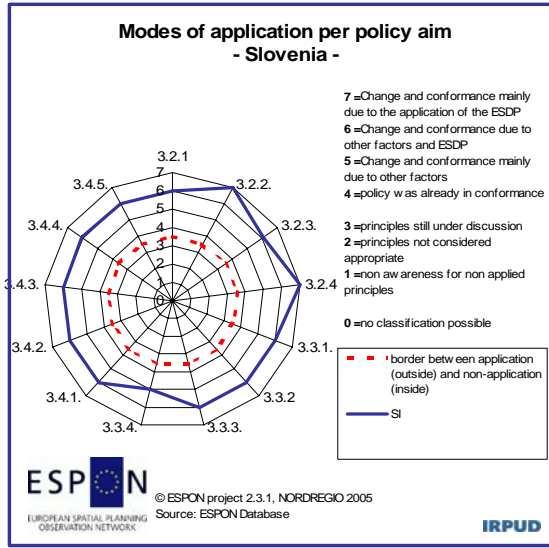 Modes of application per policy aim
- Slovenia -
7 =Change and conformance mainly
due to the application of the ESDP
6 =Change and conformance due to
other factors and ESDP
5 =Change and conformance mainly
due to other factors
4 =policy was already in conformance
3 =principles still under discussion
2 =principles not considered
appropriate
1 =non awareness for non applied
principles
0 =no classification possible
3.2.1
3.2.2.
3.2.3.
3.2.4
3.3.1.
3.3.2
3.3.3.
3.3.4.
3.4.1.
3.4.2.
3.4.3.
3.4.4.
3.4.5.
7
6
5
4
3
2
1
0
border between application
(outside) and non-application
(inside)
SI
ESPON
EUROPEAN SPATIAL PLANNING
OBSERVATION NETWORK
© ESPON project 2.3.1, NORDREGIO 2005
Source: ESPON Database
IRPUD